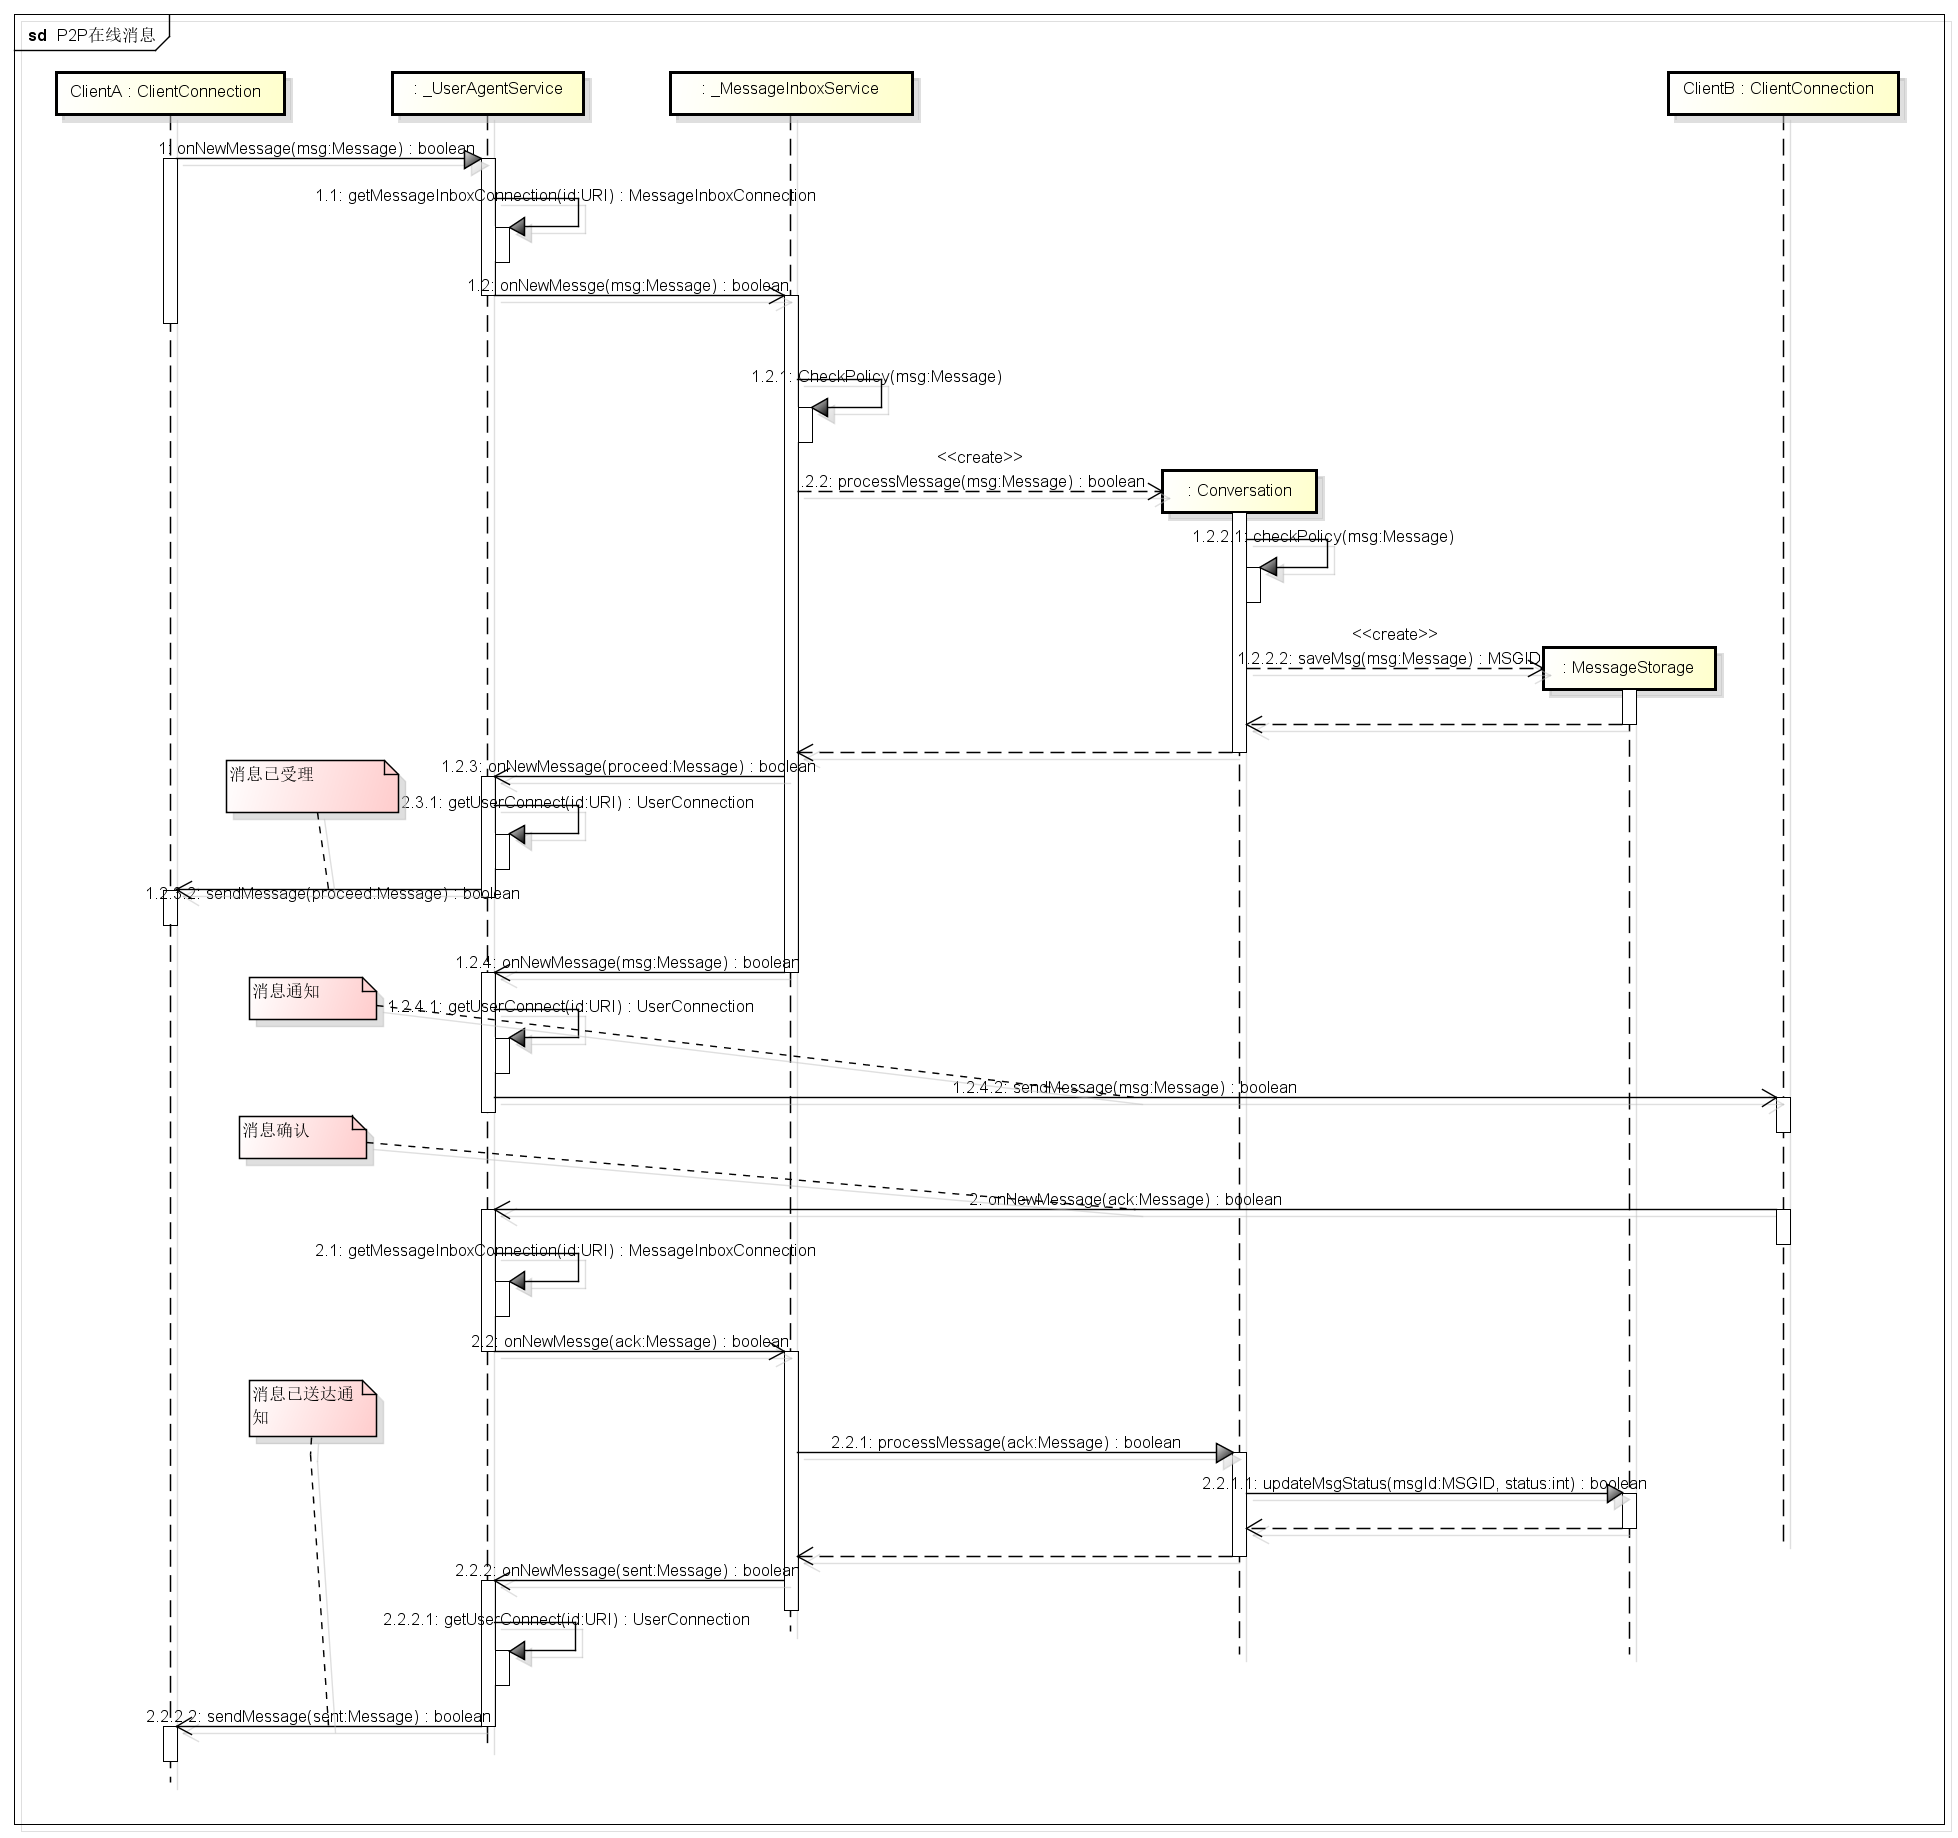 sd P2P在线消息
ClientA : ClientConnection
: _UserAgentService
: _MessageInboxService
ClientB : ClientConnection
1: onNewMessage(msg:Message) : boolean
1.1: getMessageInboxConnection(id:URI) : MessageInboxConnection
1.2: onNewMessge(msg:Message) : boolean
1.2.1: CheckPolicy(msg:Message)
<<create>>
.2.2: processMessage(msg:Message) : boolean
: Conversation
1.2.2.1: checkPolicy(msg:Message)
<<create>>
1.2.2.2: saveMsg(msg:Message) : MSGID
: MessageStorage
消息已受理
1.2.3: onNewMessage(proceed:Message) : boolean
2.3.1: getUserConnect(id:URI) : UserConnection
1.2.3.2: sendMessage(proceed:Message) : boolean
1.2.4: onNewMessage(msg:Message) : boolean
消息通知
1.2.4.1: getUserConnect(id:URI) : UserConnection
1.2.4.2: sendMessage(msg:Message) : boolean
消息确认
2: onNewMessage(ack:Message) : boolean
2.1: getMessageInboxConnection(id:URI) : MessageInboxConnection
2.2: onNewMessge(ack:Message) : boolean
消息已送达通
知
2.2.1: processMessage(ack:Message) : boolean
2.2.1.1: updateMsgStatus(msgId:MSGID, status:int) : boolean
2.2.2: onNewMessage(sent:Message) : boolean
2.2.2.1: getUserConnect(id:URI) : UserConnection
2.2.2.2: sendMessage(sent:Message) : boolean